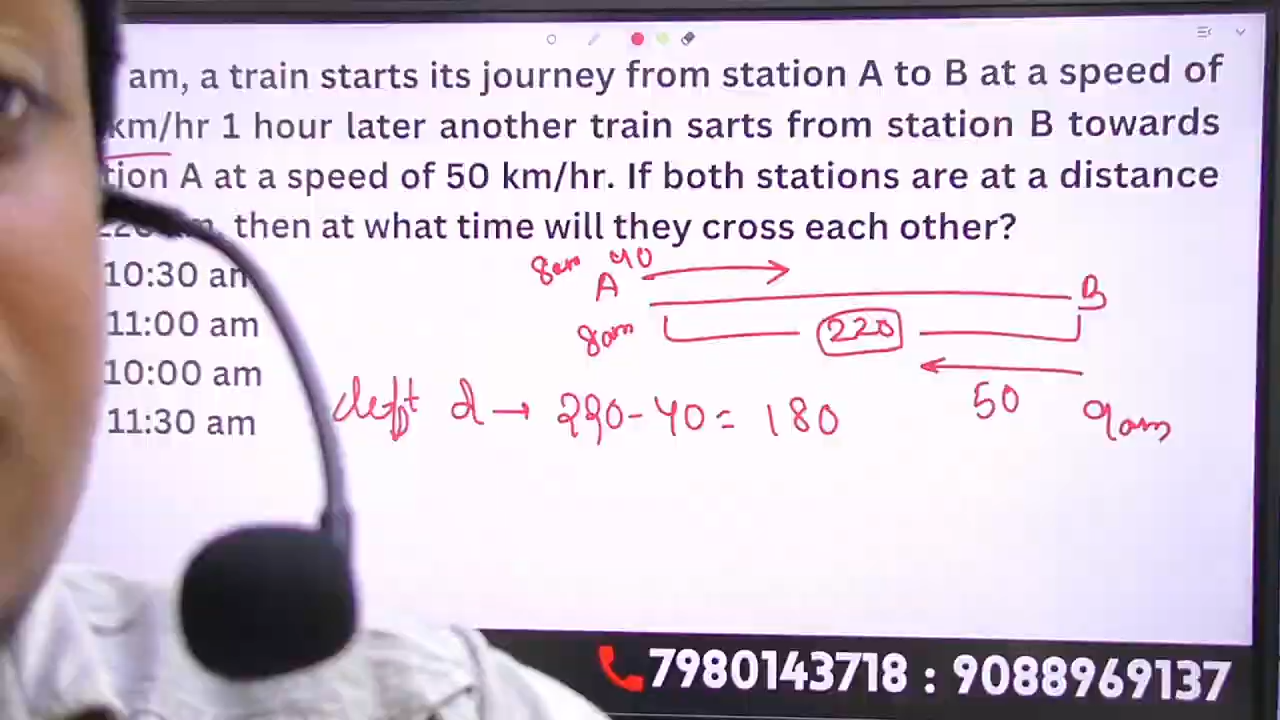 am, a train starts its journey from station A to B at a speed of
km/hr 1 hour later another train sarts from station B towards
tion A at a speed of 50 km/hr. If both stations are at a distance
then at what time will they cross each other?
10:30 am
11:00 am
10:00 am
11:30 am
8am 40
A B
8am 220
50 9am
d → 220-40= 180
7980143718 : 9088969137